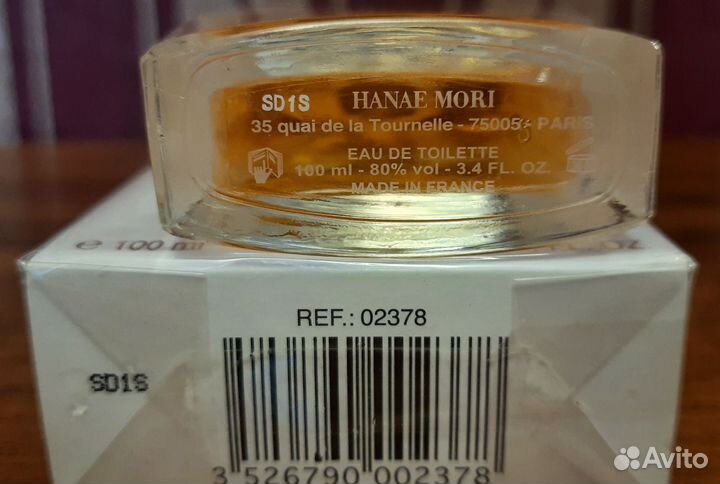 SD1S HANAE MORI
35 quai de la Tournelle - 75005 - PARIS
EAU DE TOILETTE
100 ml - 80% vol - 3.4 FL. OZ.
MADE IN FRANCE
e 100 ml
OZ
REF.: 02378
SD1S
3 526790 002378
Avito